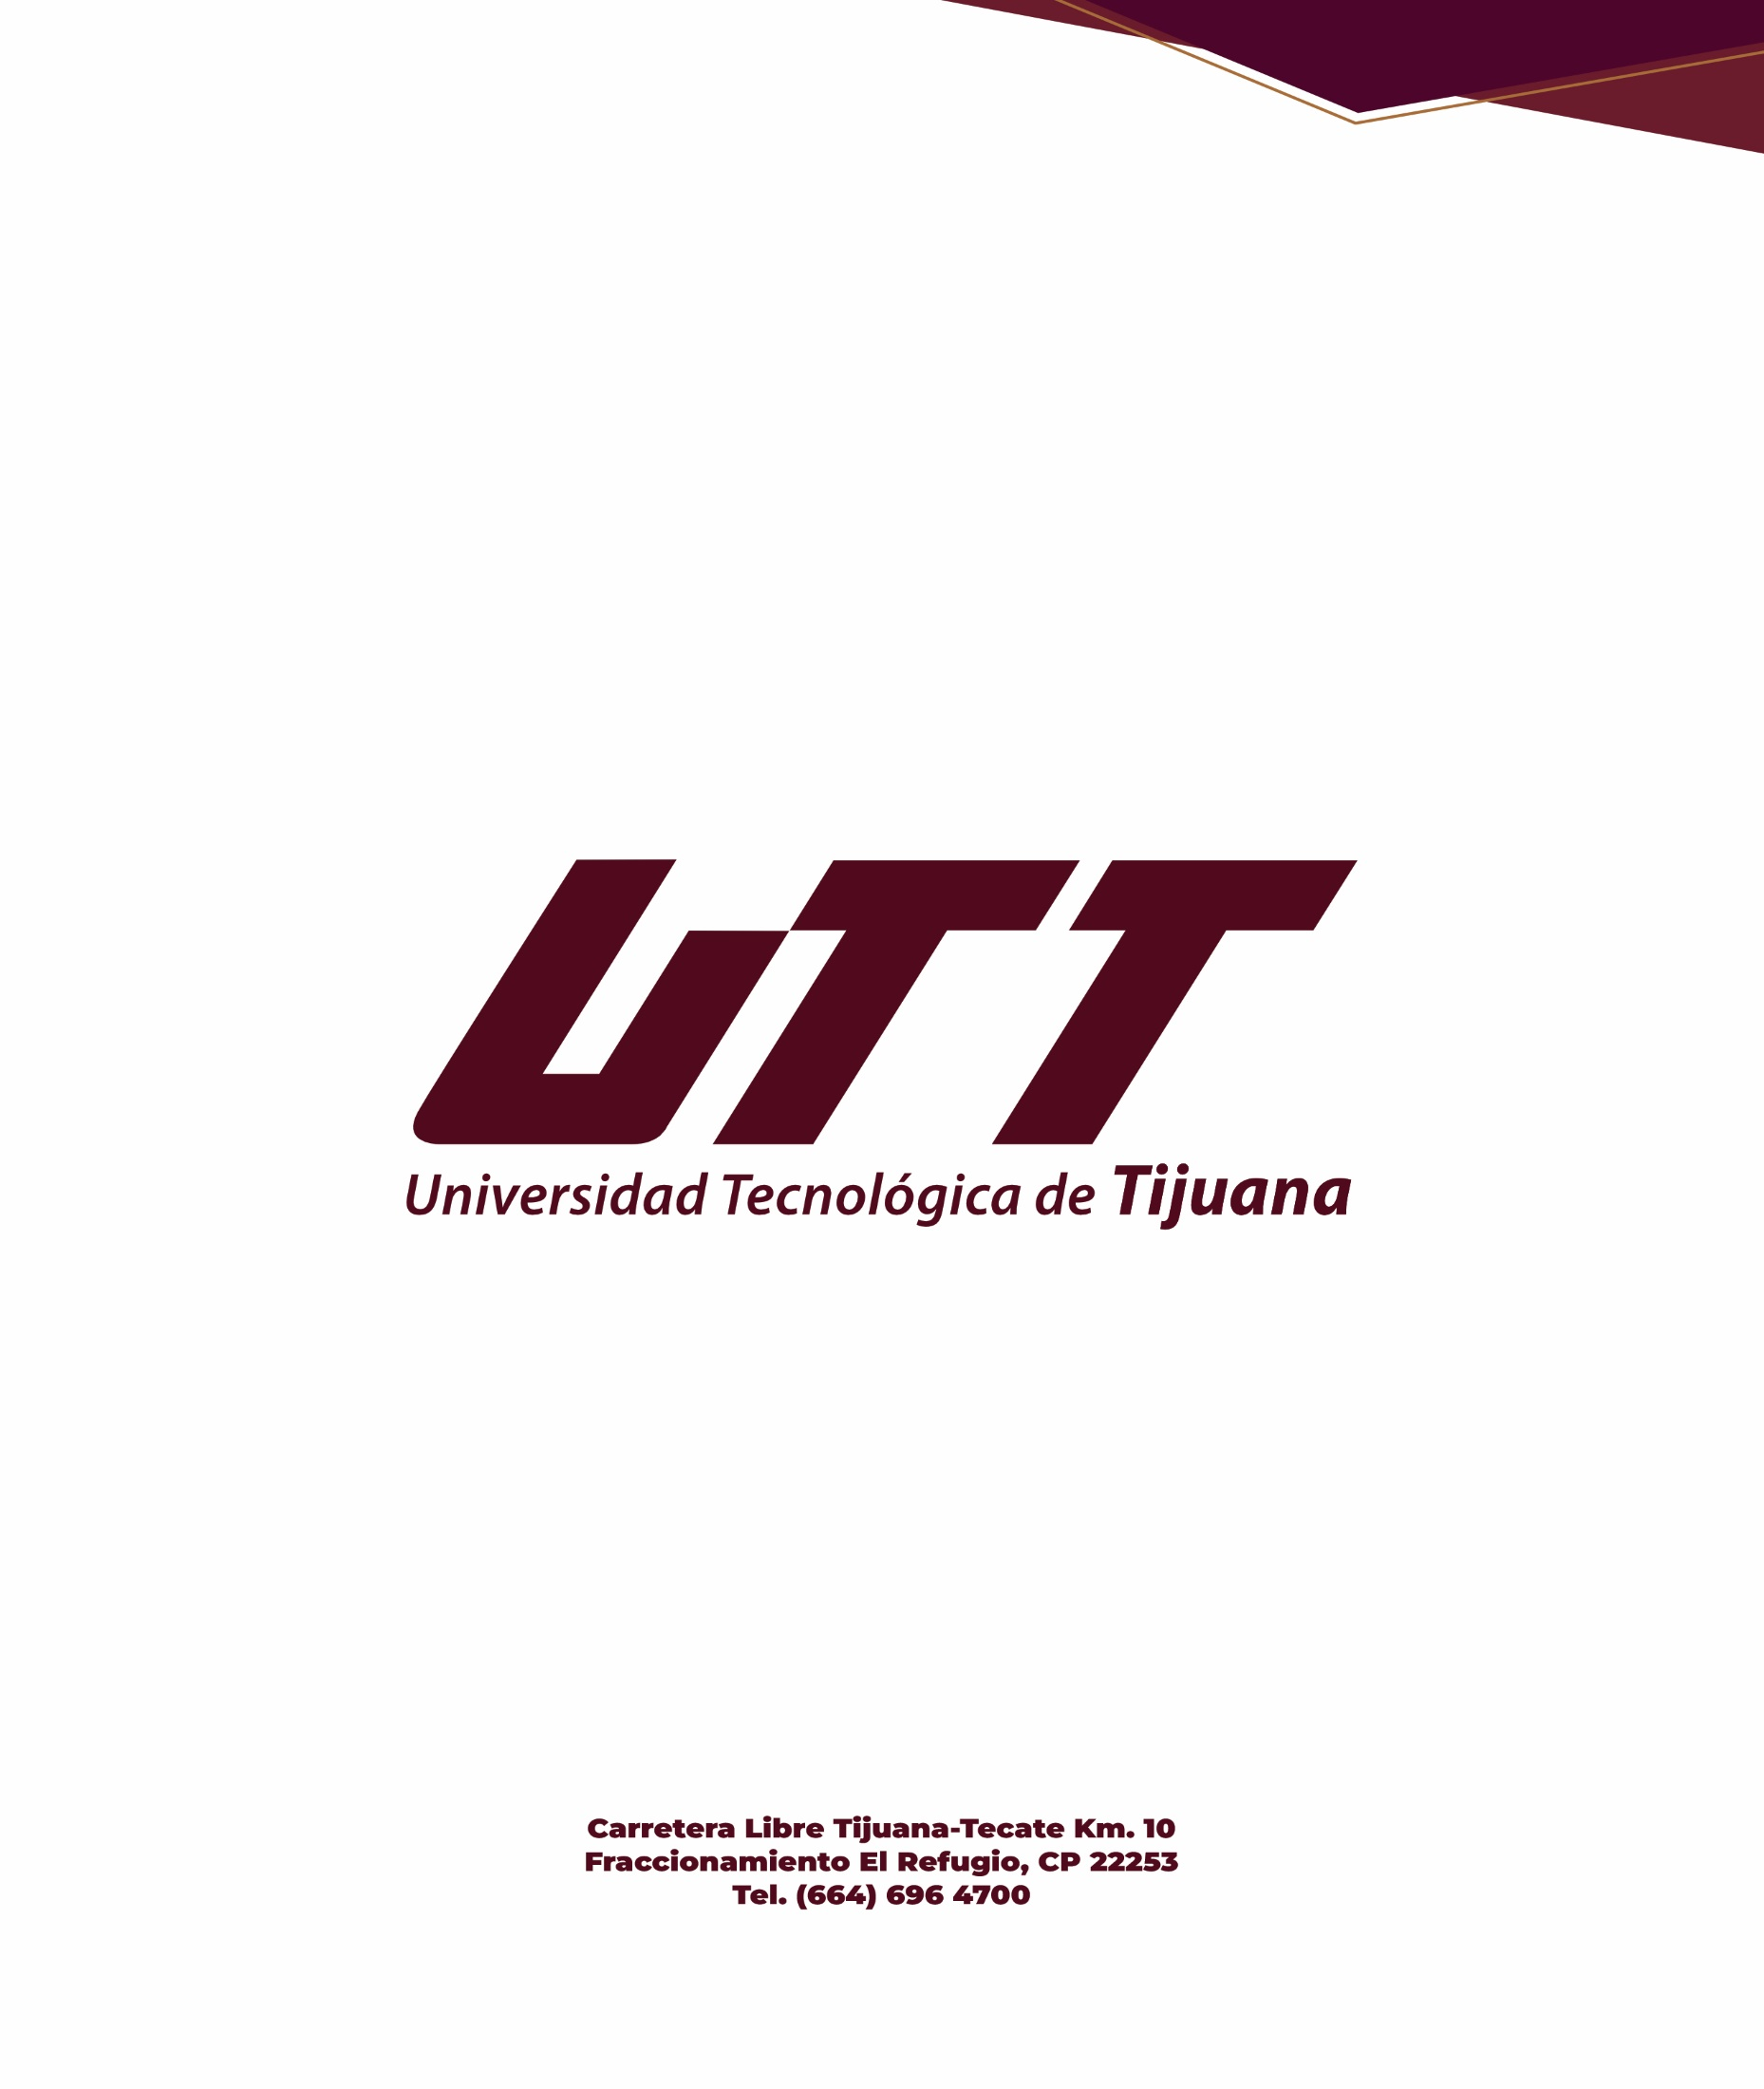 UTT
Universidad Tecnológica de Tijuana
Carretera Libre Tijuana-Tecate Km. 10
Fraccionamiento El Refugio, CP 22253
Tel. (664) 696 4700